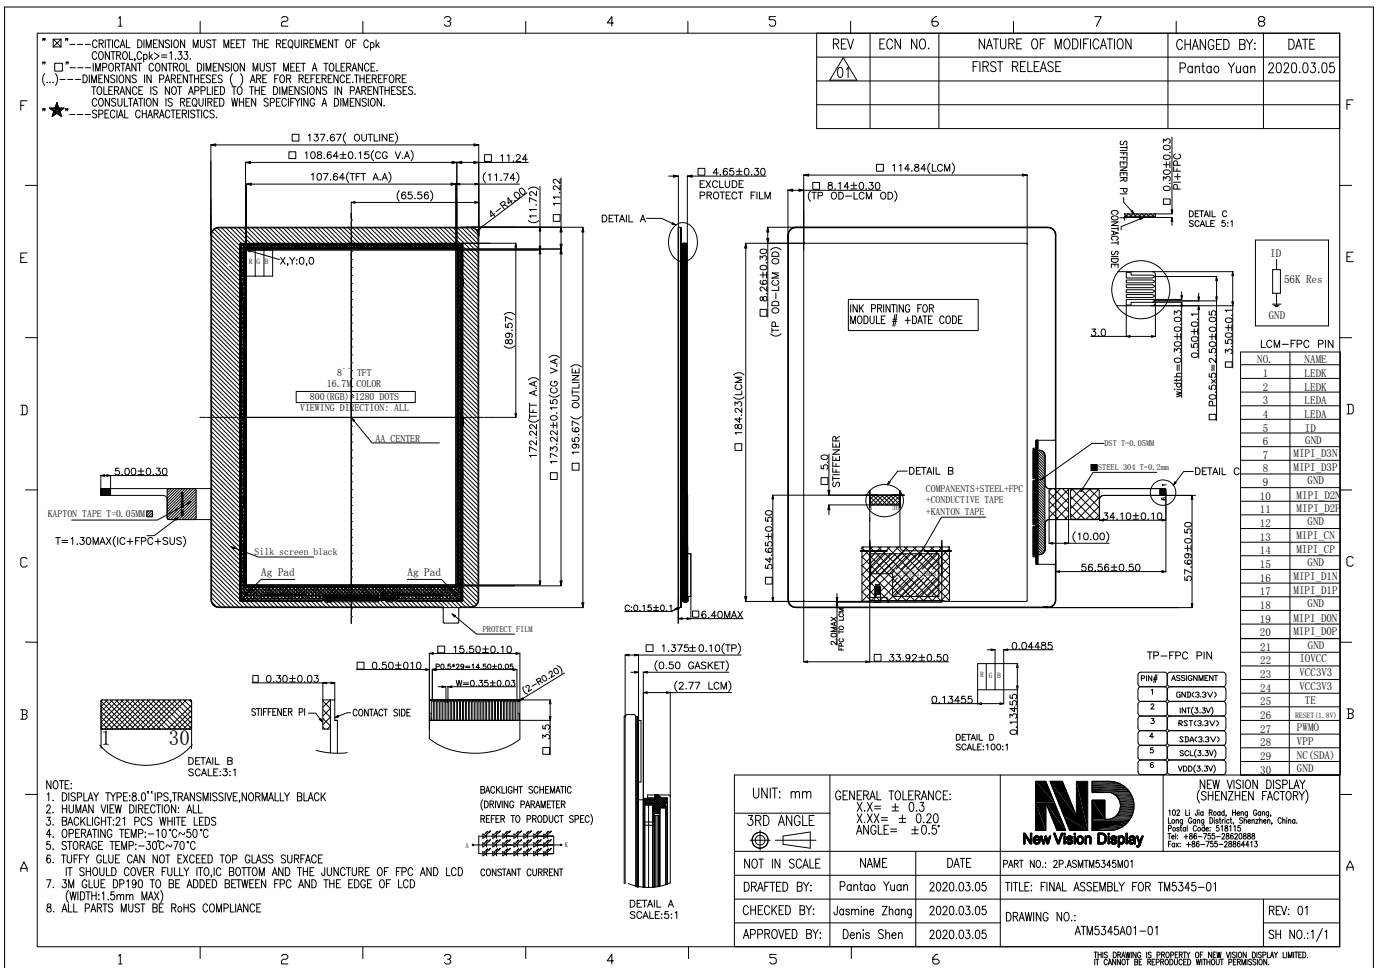 1 2 3 4 5 6 7 8
" ☒ "---CRITICAL DIMENSION MUST MEET THE REQUIREMENT OF Cpk
CONTROL,Cpk>=1.33.
" □ "---IMPORTANT CONTROL DIMENSION MUST MEET A TOLERANCE.
(...)---DIMENSIONS IN PARENTHESES ( ) ARE FOR REFERENCE.THEREFORE
TOLERANCE IS NOT APPLIED TO THE DIMENSIONS IN PARENTHESES.
CONSULTATION IS REQUIRED WHEN SPECIFYING A DIMENSION.
"★"---SPECIAL CHARACTERISTICS.
REV ECN NO. NATURE OF MODIFICATION CHANGED BY: DATE
01 FIRST RELEASE Pantao Yuan 2020.03.05
F F
E E
D D
C C
B B
A A
□ 137.67( OUTLINE)
□ 108.64±0.15(CG V.A)
□ 11.24
107.64(TFT A.A)
(11.74)
(65.56)
4-R4.00
(11.72)
□ 11.22
X,Y:0,0
R G B
(89.57)
8`` TFT
16.7M COLOR
800(RGB)*1280 DOTS
VIEWING DIRECTION: ALL
AA CENTER
172.22(TFT A.A)
□ 173.22±0.15(CG V.A)
□ 195.67( OUTLINE)
5.00±0.30
KAPTON TAPE T=0.05MM
T=1.30MAX(IC+FPC+SUS)
Silk screen black
Ag Pad
Ag Pad
PROTECT FILM
□ 4.65±0.30
EXCLUDE
PROTECT FILM
DETAIL A
C:0.15±0.1
□6.40MAX
□ 114.84(LCM)
□ 8.14±0.30
(TP OD-LCM OD)
□ 8.26±0.30
(TP OD-LCM OD)
INK PRINTING FOR
MODULE # +DATE CODE
□ 184.23(LCM)
□ 5.0
STIFFENER
DETAIL B
30
COMPONENTS+STEEL+FPC
+CONDUCTIVE TAPE
+KANTON TAPE
□ 54.65±0.50
2.0MAX
FPC TO LCM
□ 33.92±0.50
DST T=0.05MM
STEEL 304 T=0.2mm
DETAIL C
6 1
34.10±0.10
(10.00)
56.56±0.50
57.69±0.50
STIFFENER PI
□ 0.30±0.03
PI+FPC
CONTACT SIDE
DETAIL C
SCALE 5:1
3.0
width=0.30±0.03
0.50±0.1
□ P0.5x5=2.50±0.05
□ 3.50±0.1
ID
56K Res
GND
LCM-FPC PIN
NO. NAME
1 LEDK
2 LEDK
3 LEDA
4 LEDA
5 ID
6 GND
7 MIPI_D3N
8 MIPI_D3P
9 GND
10 MIPI_D2N
11 MIPI_D2P
12 GND
13 MIPI_CN
14 MIPI_CP
15 GND
16 MIPI_D1N
17 MIPI_D1P
18 GND
19 MIPI_D0N
20 MIPI_D0P
21 GND
22 IOVCC
23 VCC3V3
24 VCC3V3
25 TE
26 RESET(1.8V)
27 PWMO
28 VPP
29 NC(SDA)
30 GND
TP-FPC PIN
PIN# ASSIGNMENT
1 GND(3.3V)
2 INT(3.3V)
3 RST(3.3V)
4 SDA(3.3V)
5 SCL(3.3V)
6 VDD(3.3V)
1 30
DETAIL B
SCALE:3:1
□ 0.30±0.03
STIFFENER PI
CONTACT SIDE
□ 15.50±0.10
□ 0.50±010
P0.5*29=14.50±0.05
W=0.35±0.03
(2-R0.20)
□ 3.5
□ 1.375±0.10(TP)
(0.50 GASKET)
(2.77 LCM)
DETAIL A
SCALE:5:1
□ 0.04485
R G B
0.13455
0.13455
DETAIL D
SCALE:100:1
NOTE:
1. DISPLAY TYPE:8.0''IPS,TRANSMISSIVE,NORMALLY BLACK
2. HUMAN VIEW DIRECTION: ALL
3. BACKLIGHT:21 PCS WHITE LEDS
4. OPERATING TEMP:-10°C~50°C
5. STORAGE TEMP:-30℃~70°C
6. TUFFY GLUE CAN NOT EXCEED TOP GLASS SURFACE
IT SHOULD COVER FULLY ITO,IC BOTTOM AND THE JUNCTURE OF FPC AND LCD
7. 3M GLUE DP190 TO BE ADDED BETWEEN FPC AND THE EDGE OF LCD
(WIDTH:1.5mm MAX)
8. ALL PARTS MUST BE RoHS COMPLIANCE
BACKLIGHT SCHEMATIC
(DRIVING PARAMETER
REFER TO PRODUCT SPEC)
A K
CONSTANT CURRENT
UNIT: mm
3RD ANGLE
GENERAL TOLERANCE:
X.X= ± 0.3
X.XX= ± 0.20
ANGLE= ±0.5°
NVD
New Vision Display
NEW VISION DISPLAY
(SHENZHEN FACTORY)
102 Li Jia Road, Heng Gang,
Long Gang District, Shenzhen, China.
Postal Code: 518115
Tel: +86-755-28620888
Fax: +86-755-28864413
NOT IN SCALE NAME DATE PART NO.: 2P.ASMTM5345M01
DRAFTED BY: Pantao Yuan 2020.03.05 TITLE: FINAL ASSEMBLY FOR TM5345-01
CHECKED BY: Jasmine Zhang 2020.03.05 DRAWING NO.: REV: 01
APPROVED BY: Denis Shen 2020.03.05 ATM5345A01-01 SH NO.:1/1
1 2 3 4 5 6
THIS DRAWING IS PROPERTY OF NEW VISION DISPLAY LIMITED.
IT CANNOT BE REPRODUCED WITHOUT PERMISSION.